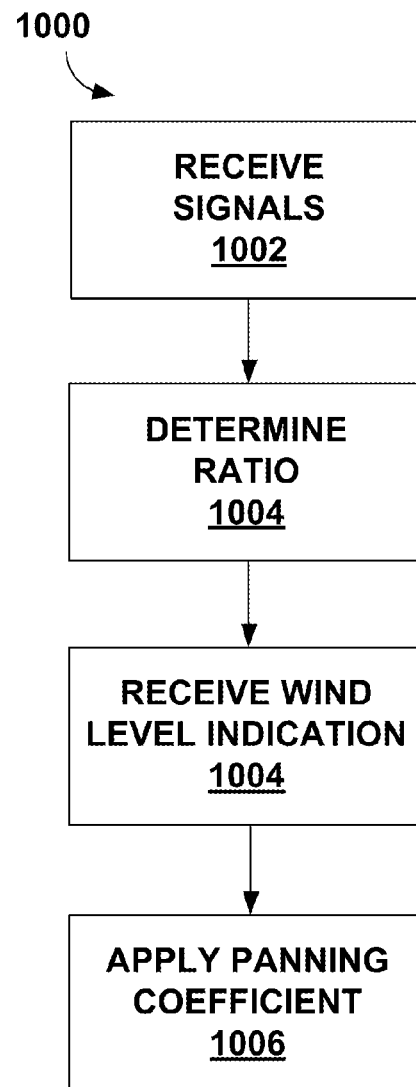 1000
RECEIVE
SIGNALS
1002
DETERMINE
RATIO
1004
RECEIVE WIND
LEVEL INDICATION
1004
APPLY PANNING
COEFFICIENT
1006